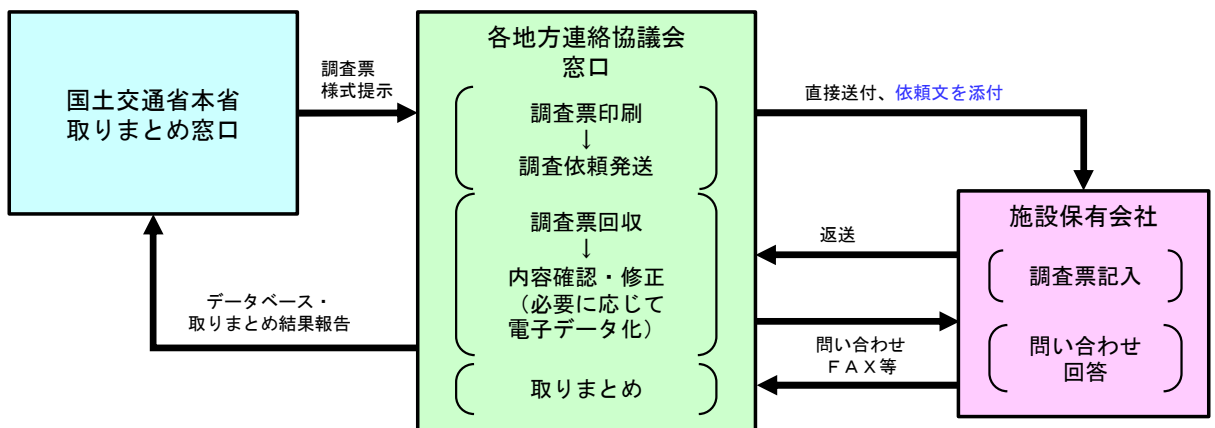 国土交通省本省
取りまとめ窓口
調査票
様式提示
各地方連絡協議会
窓口
調査票印刷
↓
調査依頼発送
調査票回収
↓
内容確認・修正
（必要に応じて
電子データ化）
取りまとめ
直接送付、依頼文を添付
施設保有会社
調査票記入
問い合わせ
回答
返送
問い合わせ
ＦＡＸ等
データベース・
取りまとめ結果報告